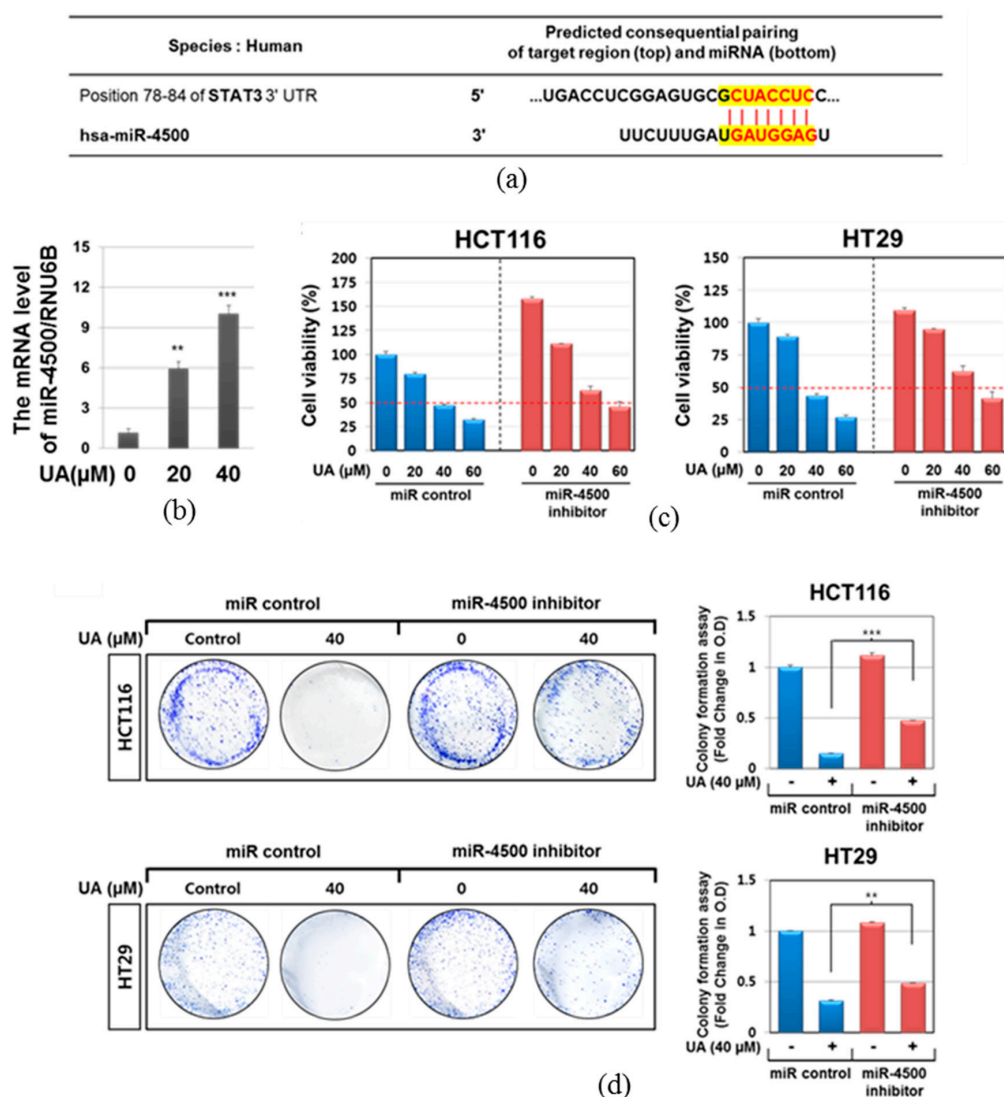 Species : Human
Predicted consequential pairing
of target region (top) and miRNA (bottom)
Position 78-84 of STAT3 3' UTR 5' ...UGACCUCGGAGUGCGCUACCUCC...
hsa-miR-4500 3' UUCUUUGAUGAUGGAGU
(a)
The mRNA level
of miR-4500/RNU6B
15
12
9
6
3
0
**
***
UA(μM) 0 20 40
(b)
HCT116
Cell viability (%)
200
175
150
125
100
75
50
25
0
UA (μM) 0 20 40 60 0 20 40 60
miR control miR-4500
inhibitor
HT29
Cell viability (%)
150
125
100
75
50
25
0
UA (μM) 0 20 40 60 0 20 40 60
miR control miR-4500
inhibitor
(c)
miR control miR-4500 inhibitor
UA (μM) Control 40 0 40
HCT116
HCT116
Colony formation assay
(Fold Change in O.D)
1.5
1
0.5
0
***
UA (40 μM) - + - +
miR control miR-4500
inhibitor
miR control miR-4500 inhibitor
UA (μM) Control 40 0 40
HT29
HT29
Colony formation assay
(Fold Change in O.D)
1.5
1
0.5
0
**
UA (40 μM) - + - +
miR control miR-4500
inhibitor
(d)